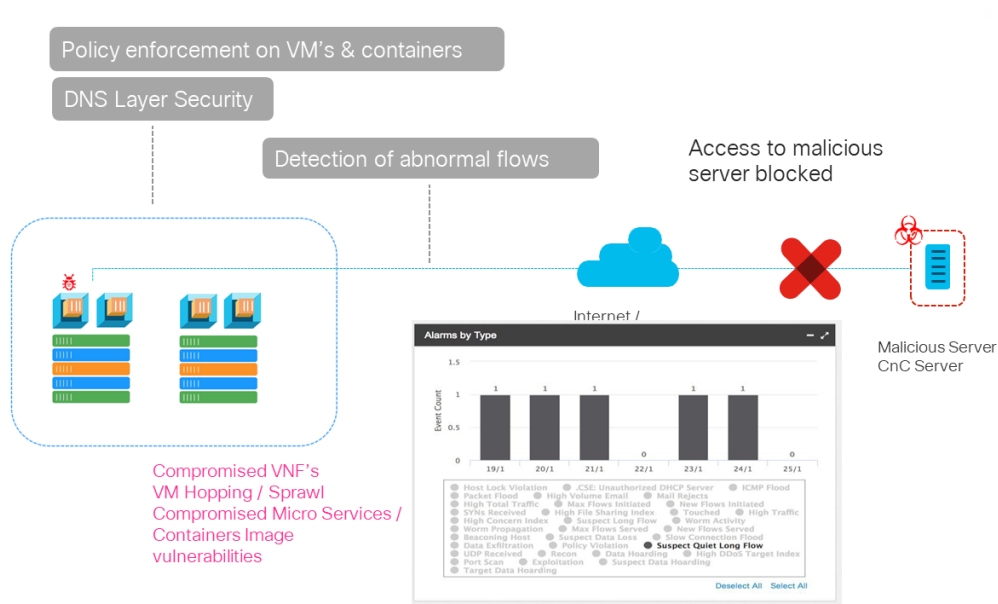 Policy enforcement on VM's & containers
DNS Layer Security
Detection of abnormal flows
Access to malicious
server blocked
Internet /
Malicious Server
CnC Server
Compromised VNF's
VM Hopping / Sprawl
Compromised Micro Services /
Containers Image
vulnerabilities
Alarms by Type
Event Count
1.5
1
0.5
0
1 1 1 0 1 1 0
19/1 20/1 21/1 22/1 23/1 24/1 25/1
Host Lock Violation .CSE: Unauthorized DHCP Server ICMP Flood
Packet Flood High Volume Email Mail Rejects
High Total Traffic Max Flows Initiated New Flows Initiated
SYNs Received High File Sharing Index Touched High Traffic
High Concern Index Suspect Long Flow Worm Activity
Worm Propagation Max Flows Served New Flows Served
Beaconing Host Suspect Data Loss Slow Connection Flood
Data Exfiltration Policy Violation Suspect Quiet Long Flow
UDP Received Recon Data Hoarding High DDoS Target Index
Port Scan Exploitation Suspect Data Hoarding
Target Data Hoarding
Deselect All Select All